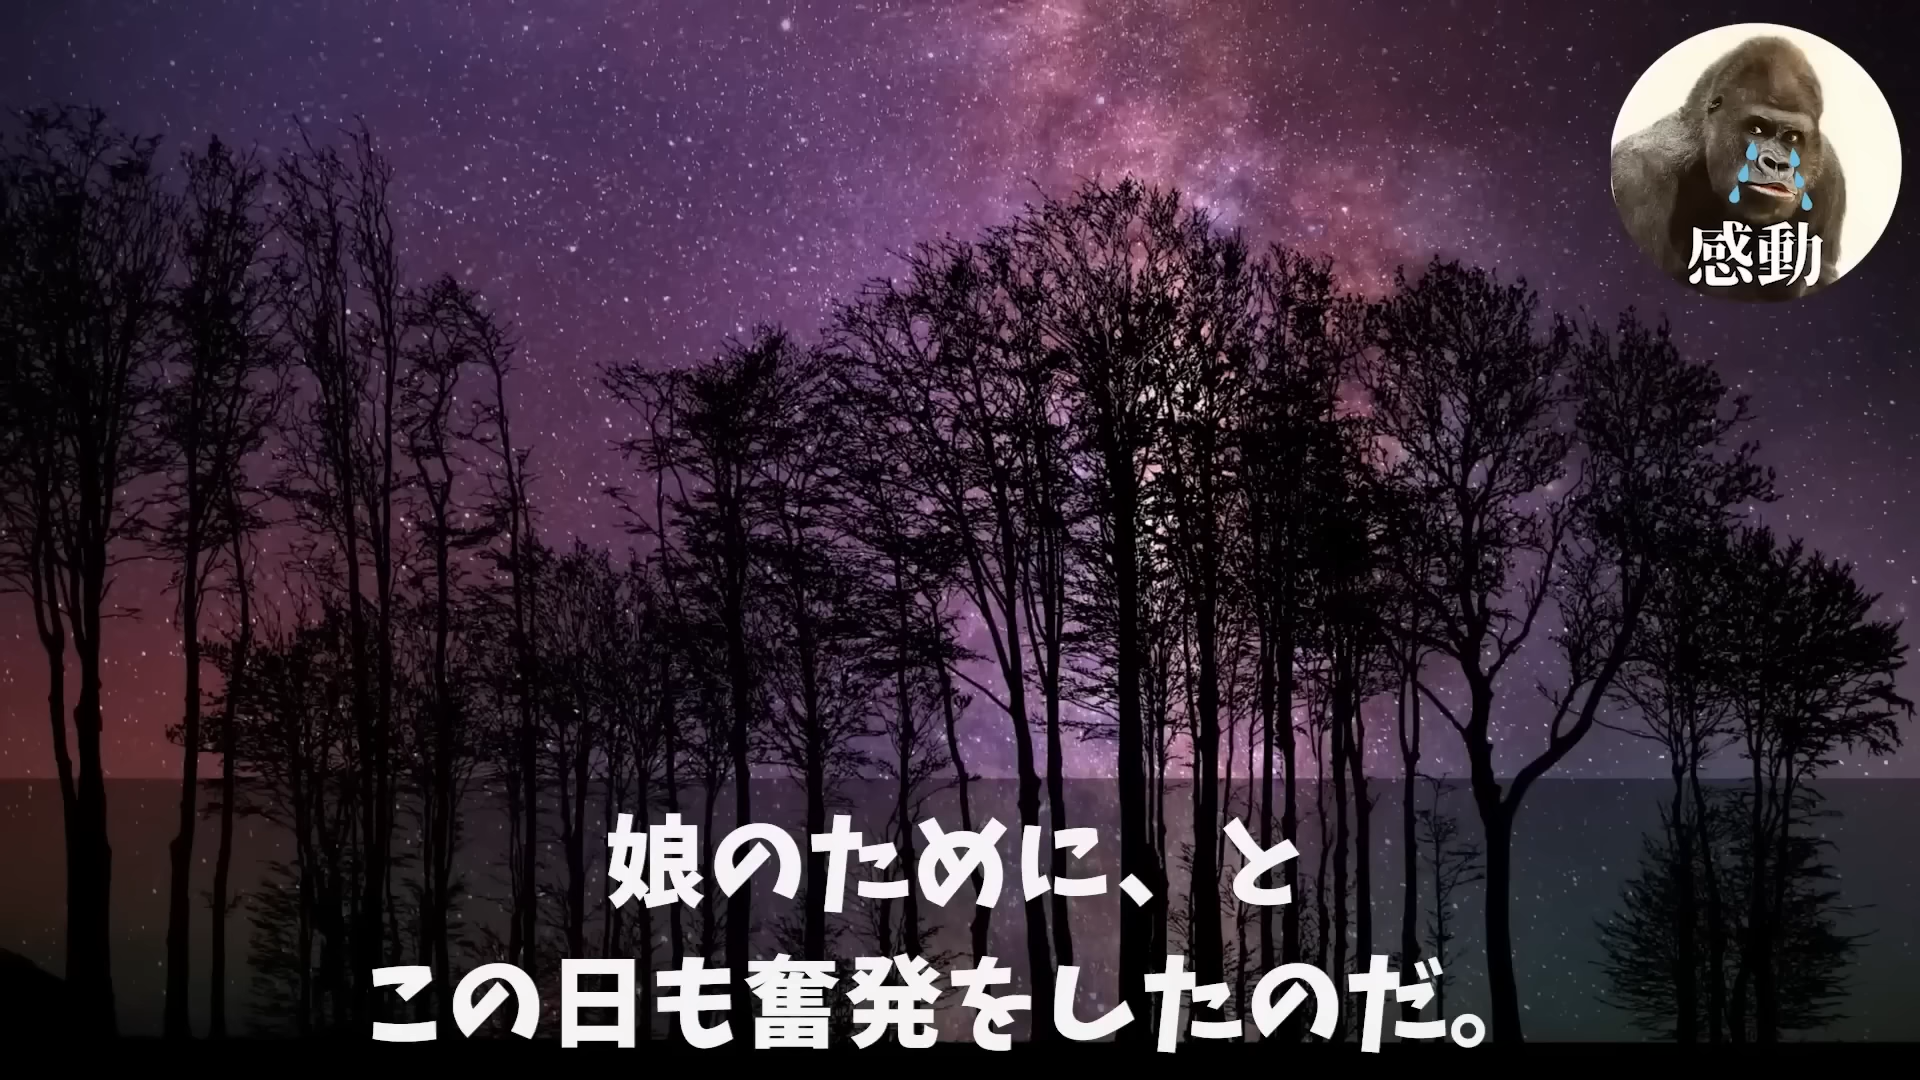 感動
娘のために、と
この日も奮発をしたのだ。